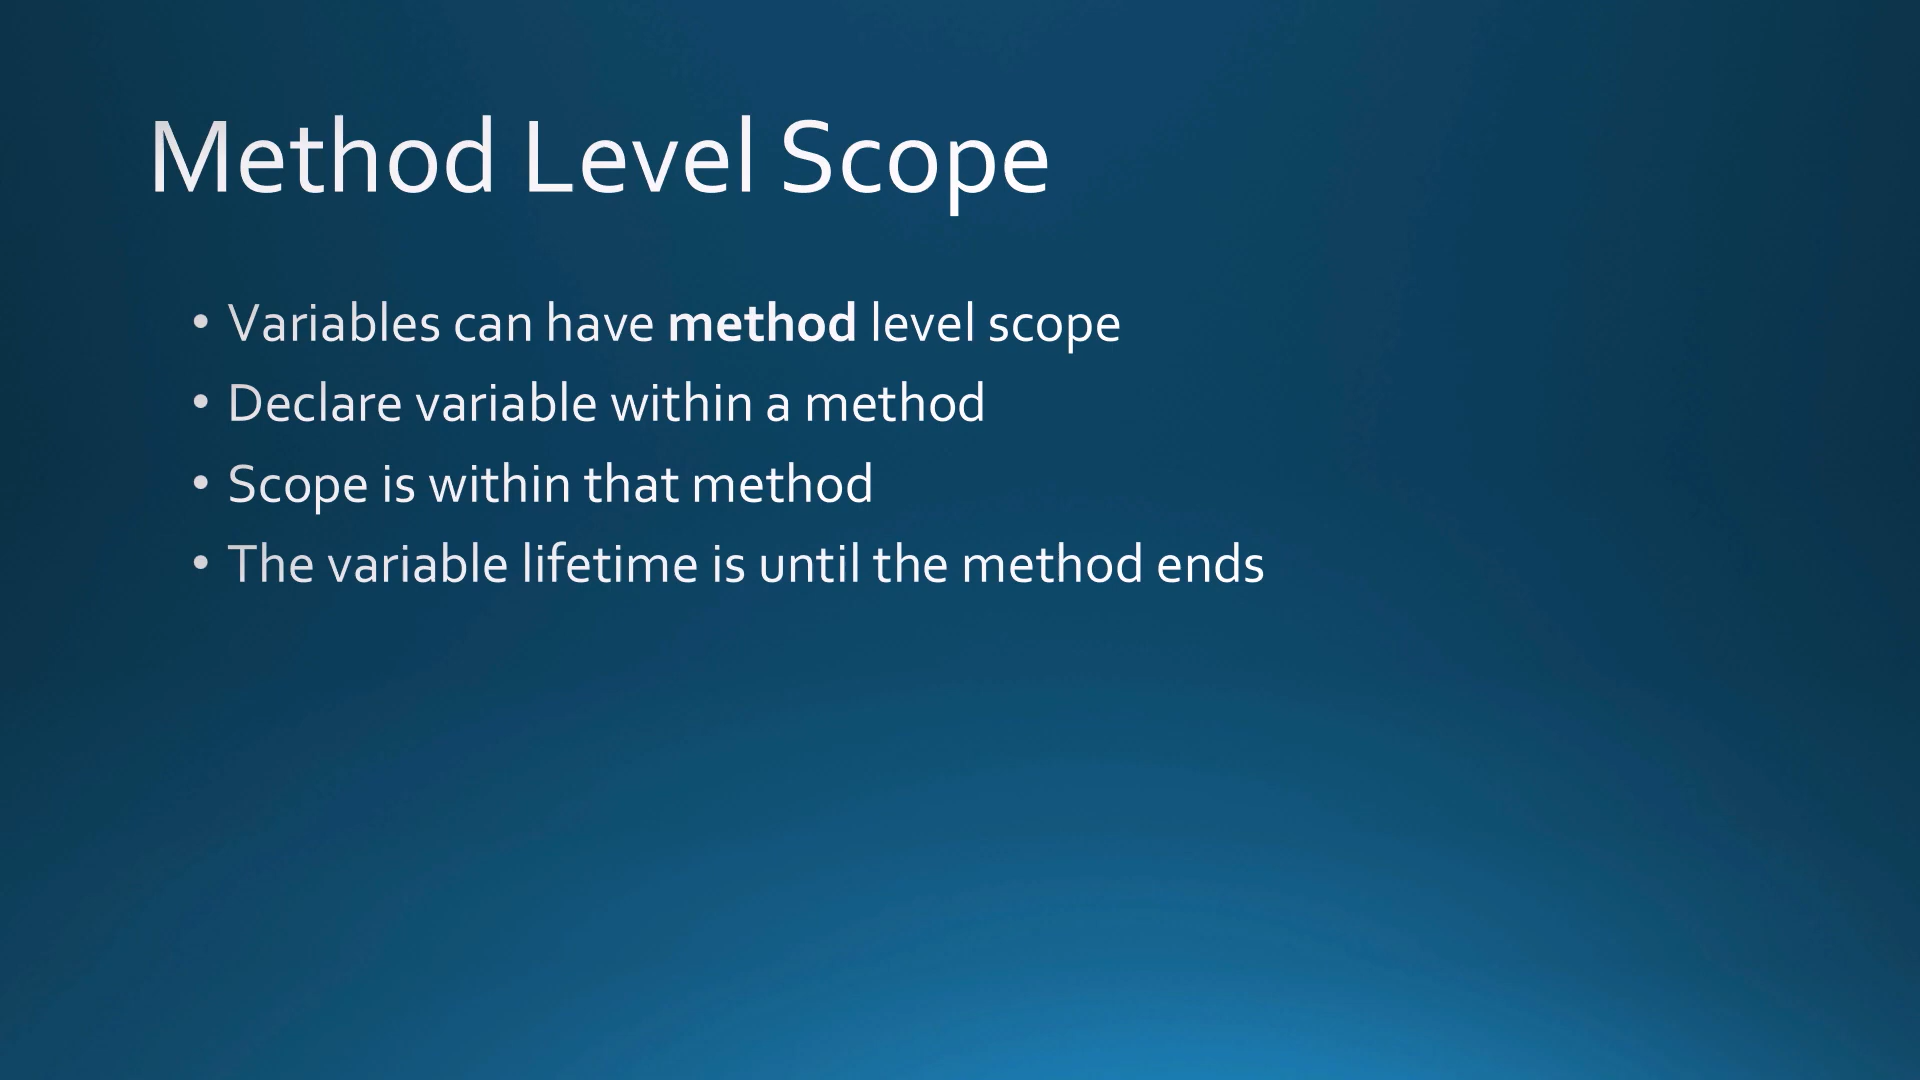 Method Level Scope
• Variables can have method level scope
• Declare variable within a method
• Scope is within that method
• The variable lifetime is until the method ends